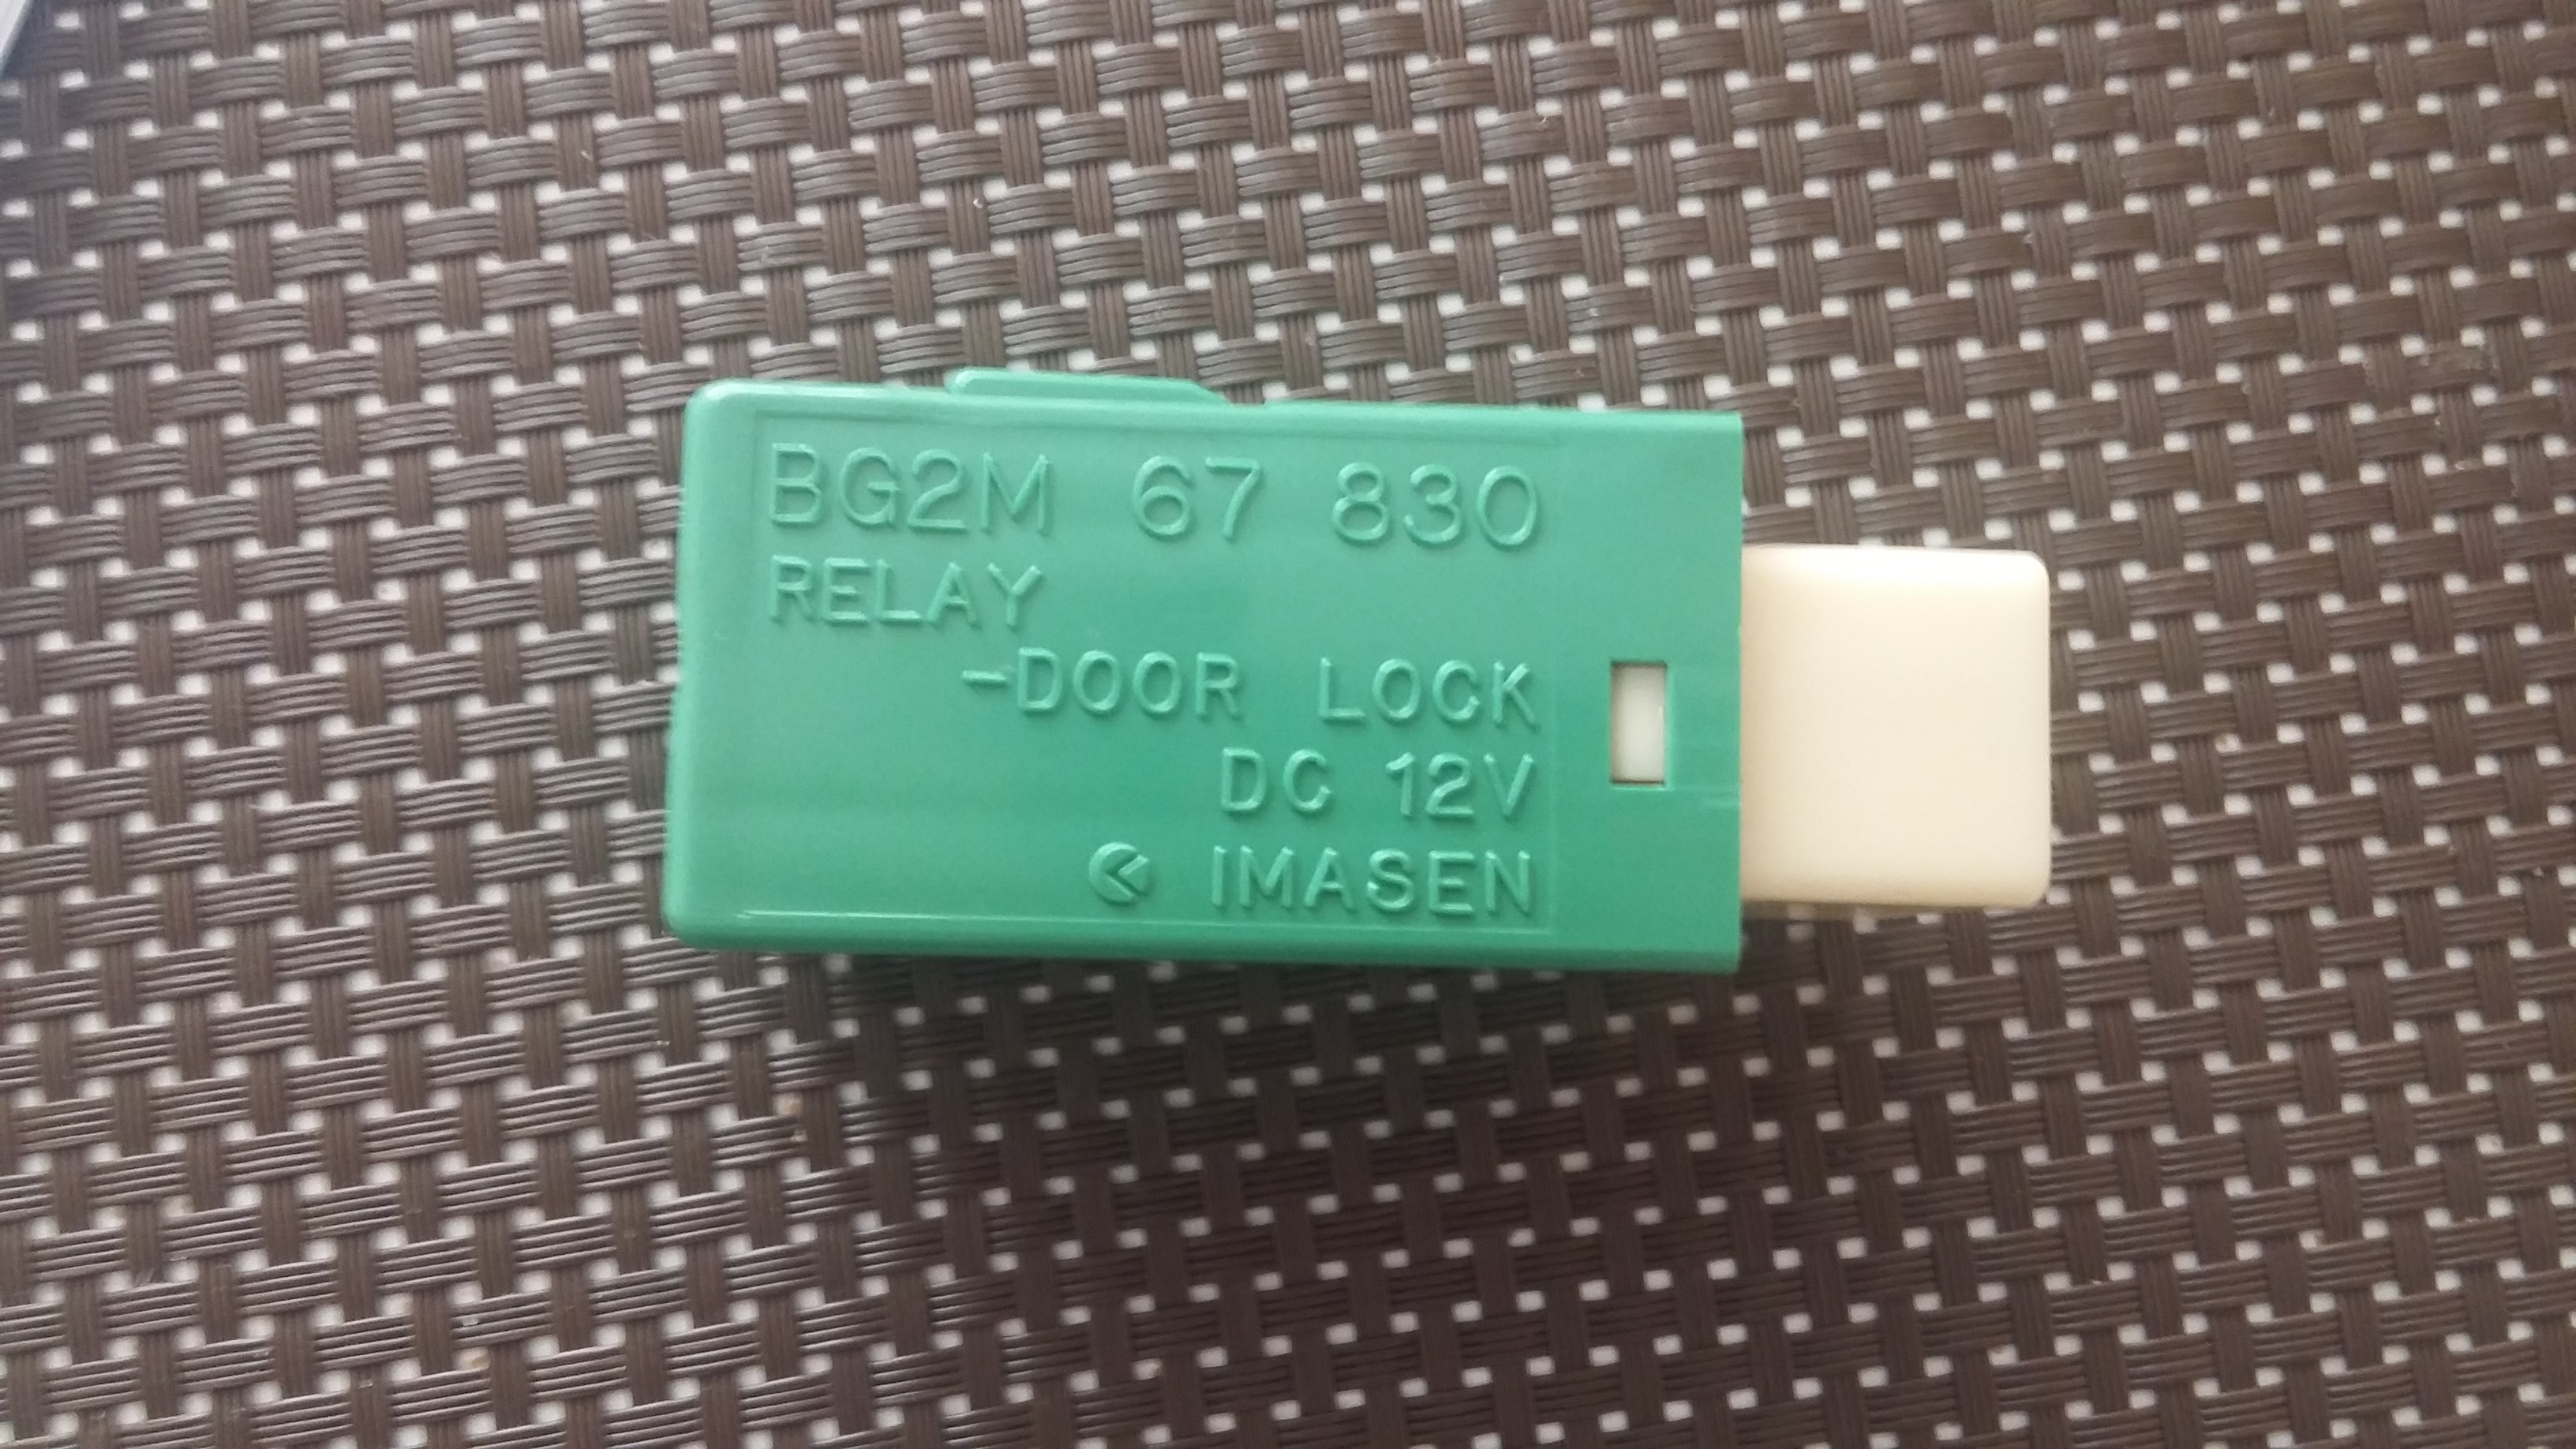 BG2M 67 830
RELAY
-DOOR LOCK
DC 12V
IMASEN